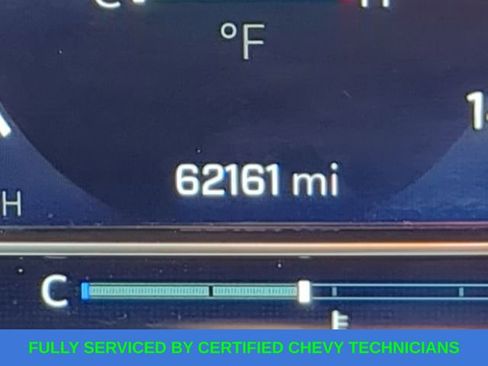 °F
62161 mi
H
C
FULLY SERVICED BY CERTIFIED CHEVY TECHNICIANS